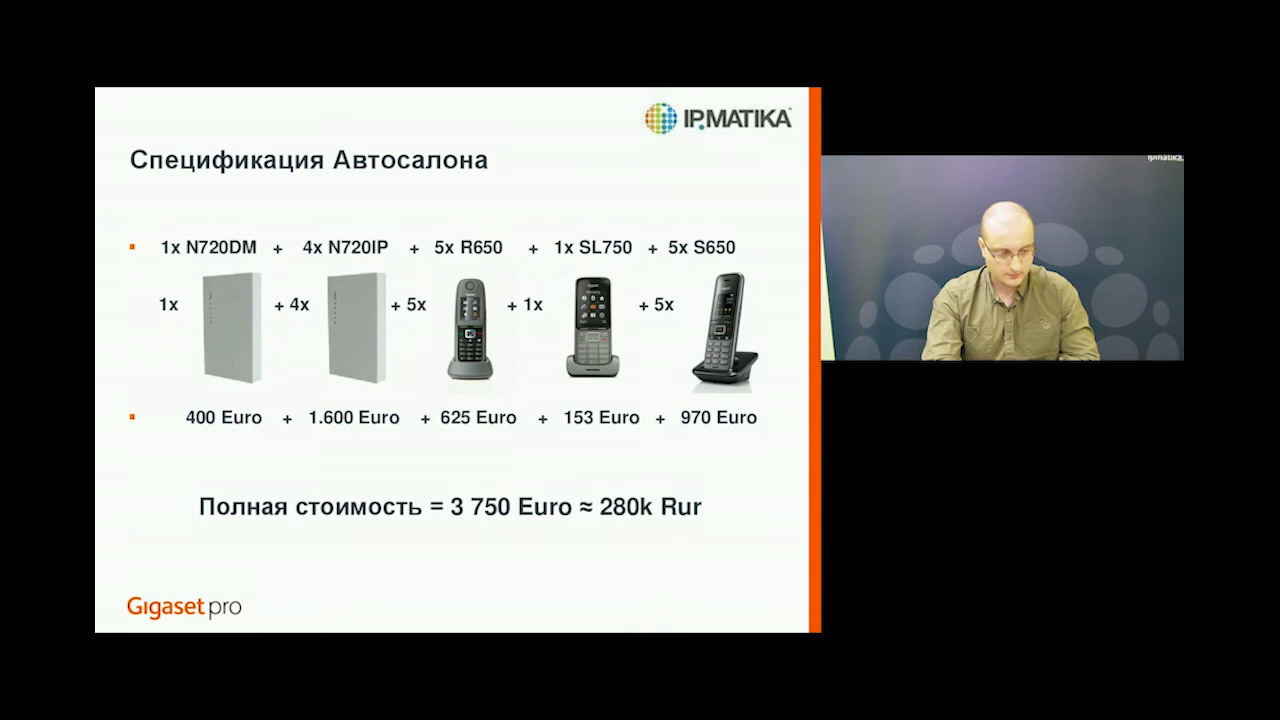 IPMATIKA
Спецификация Автосалона
1x N720DM + 4x N720IP + 5x R650 + 1x SL750 + 5x S650
1x + 4x + 5x + 1x + 5x
400 Euro + 1.600 Euro + 625 Euro + 153 Euro + 970 Euro
Полная стоимость = 3 750 Euro ≈ 280k Rur
Gigaset pro
ipmatika